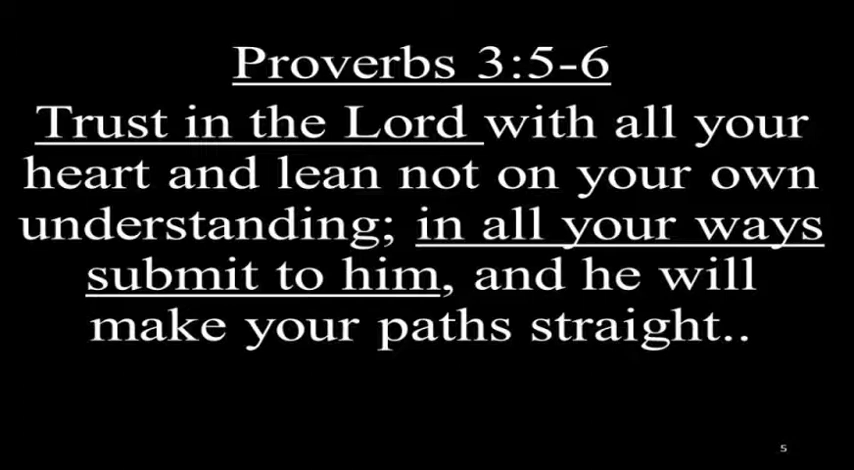 Proverbs 3:5-6
Trust in the Lord with all your
heart and lean not on your own
understanding; in all your ways
submit to him, and he will
make your paths straight..
5